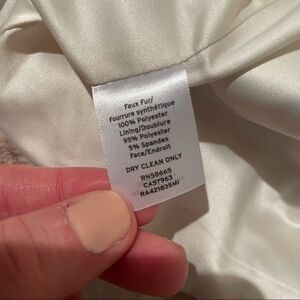 Faux Fur/
Fourrure synthétique
100% Polyester
Lining/Doublure
95% Polyester
5% Spandex
Face/Endroit
DRY CLEAN ONLY
RN58665
CA57963
RA421835MI